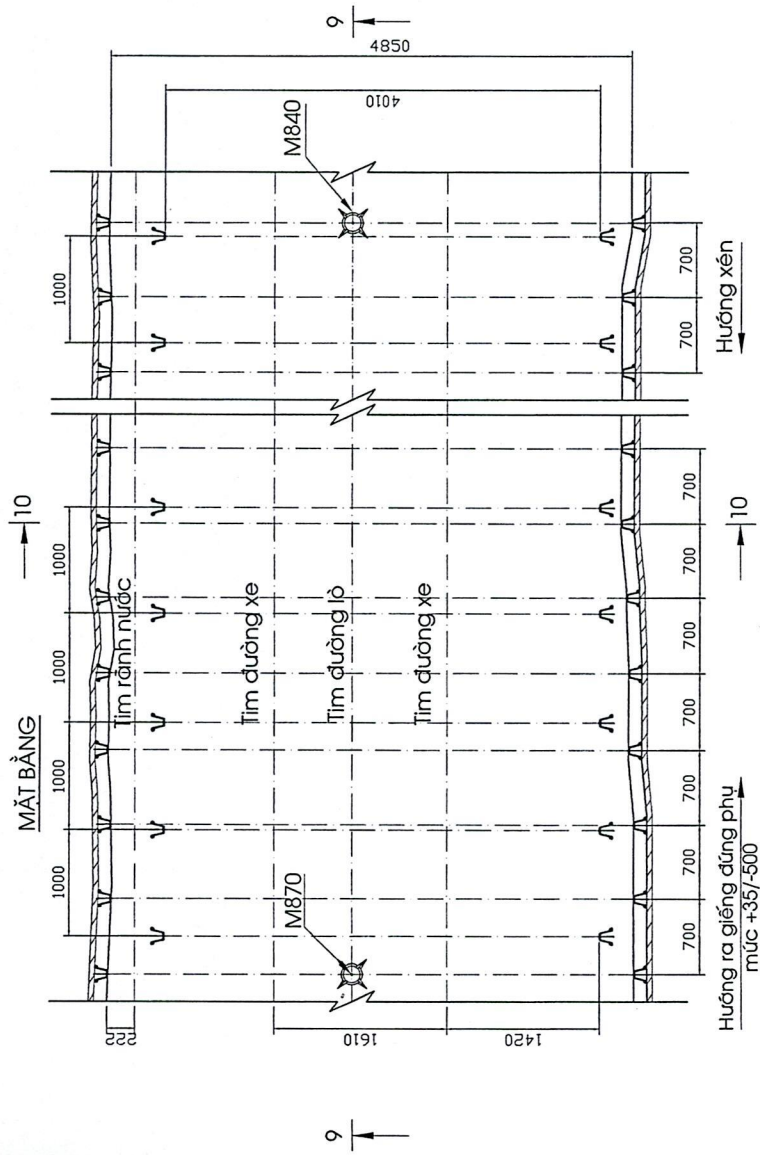 MẶT BẰNG
10
1000
1000
1000
1000
1000
Tim rãnh nước
222
Tim đường xe
M870
M840
Tim đường lò
9
9
1610
Tim đường xe
4850
4010
1420
700
700
700
700
700
700
700
700
700
Hướng ra giếng đứng phụ
mức +35/-500
10
Hướng xén